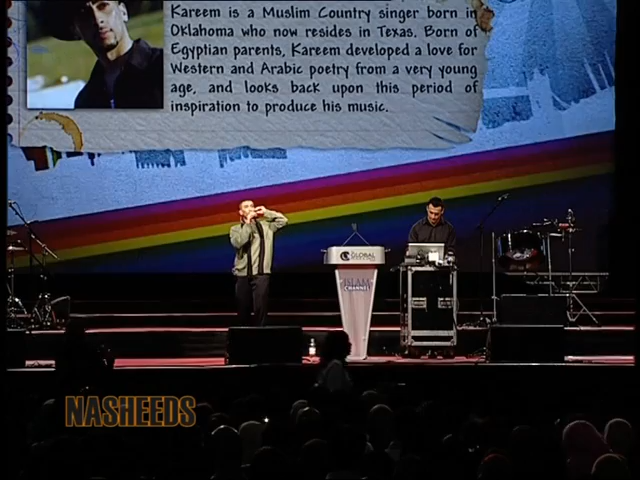 Kareem is a Muslim Country singer born in
Oklahoma who now resides in Texas. Born of
Egyptian parents, Kareem developed a love for
Western and Arabic poetry from a very young
age, and looks back upon this period of
inspiration to produce his music.
GLOBAL
ISLAM
CHANNEL
NASHEEDS